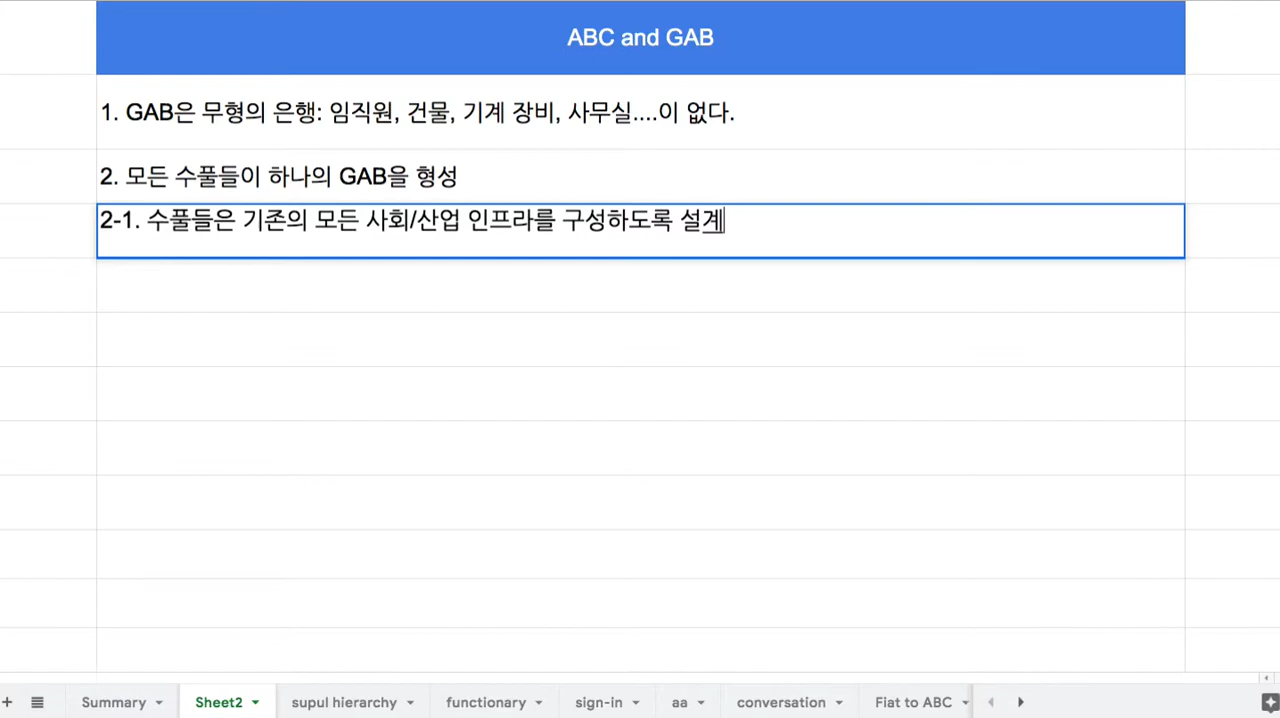 ABC and GAB
1. GAB은 무형의 은행: 임직원, 건물, 기계 장비, 사무실....이 없다.
2. 모든 수풀들이 하나의 GAB을 형성
2-1. 수풀들은 기존의 모든 사회/산업 인프라를 구성하도록 설계
Summary Sheet2 supul hierarchy functionary sign-in aa conversation Fiat to ABC